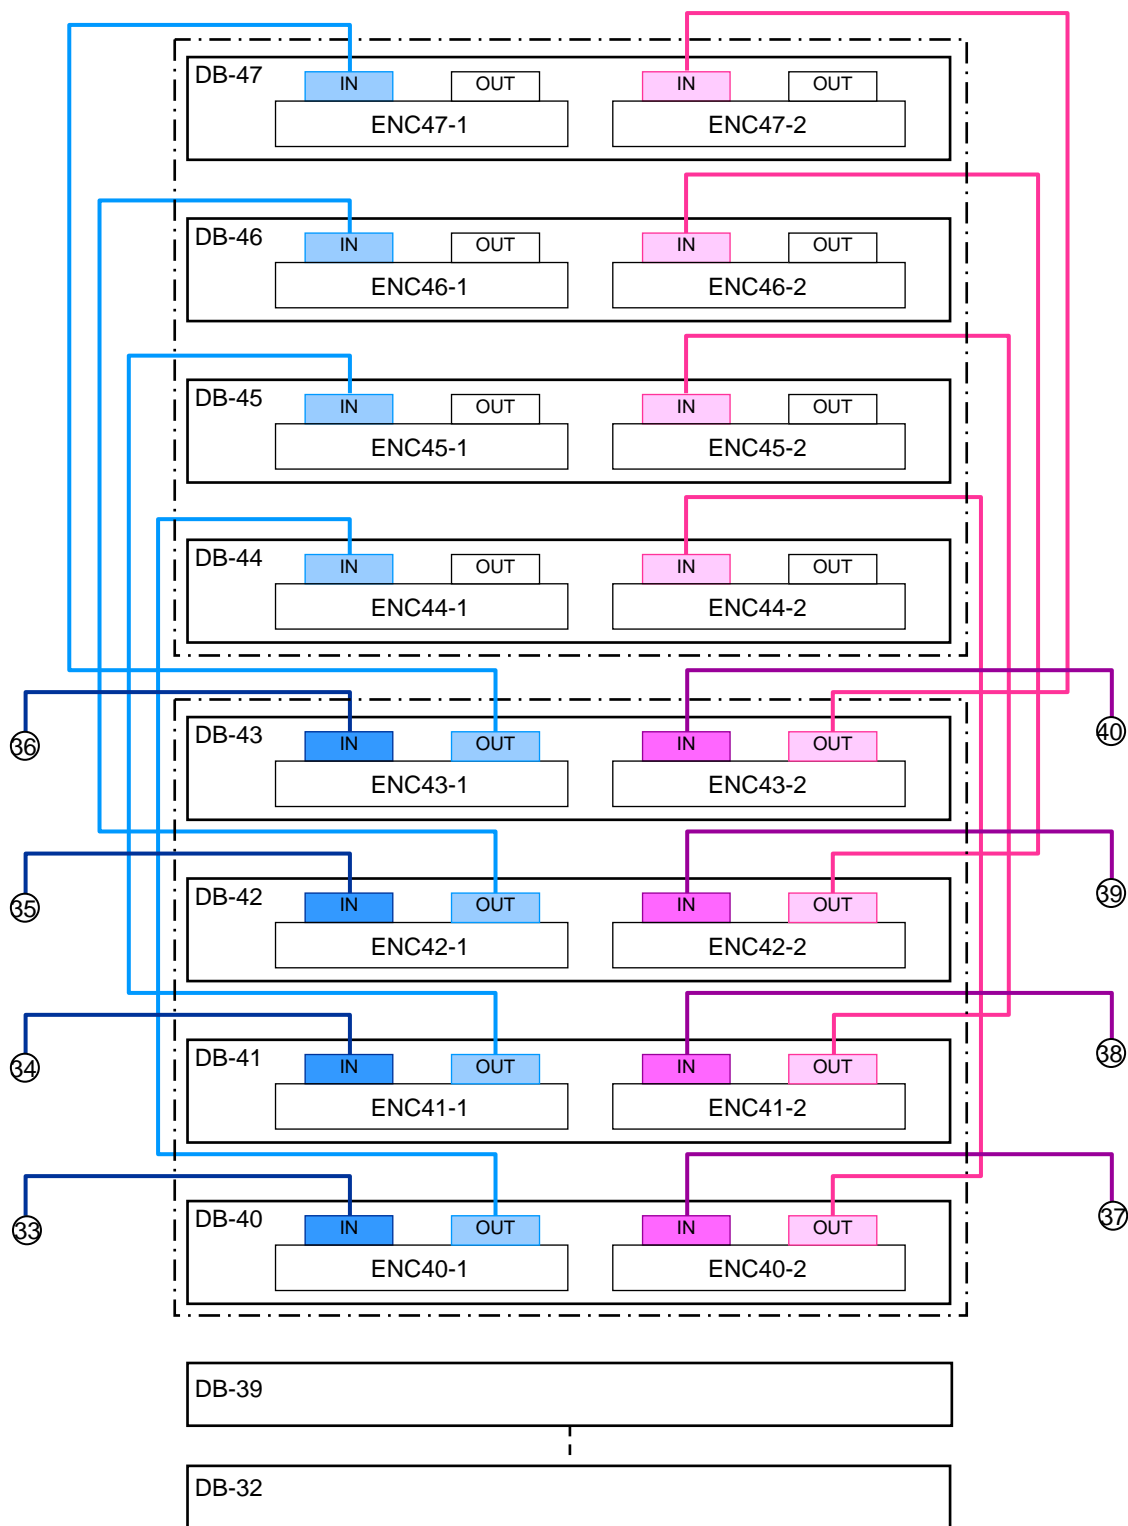 DB-47
IN OUT IN OUT
ENC47-1 ENC47-2
DB-46
IN OUT IN OUT
ENC46-1 ENC46-2
DB-45
IN OUT IN OUT
ENC45-1 ENC45-2
DB-44
IN OUT IN OUT
ENC44-1 ENC44-2
36 DB-43 40
IN OUT IN OUT
ENC43-1 ENC43-2
35 DB-42 39
IN OUT IN OUT
ENC42-1 ENC42-2
34 DB-41 38
IN OUT IN OUT
ENC41-1 ENC41-2
33 DB-40 37
IN OUT IN OUT
ENC40-1 ENC40-2
DB-39
DB-32